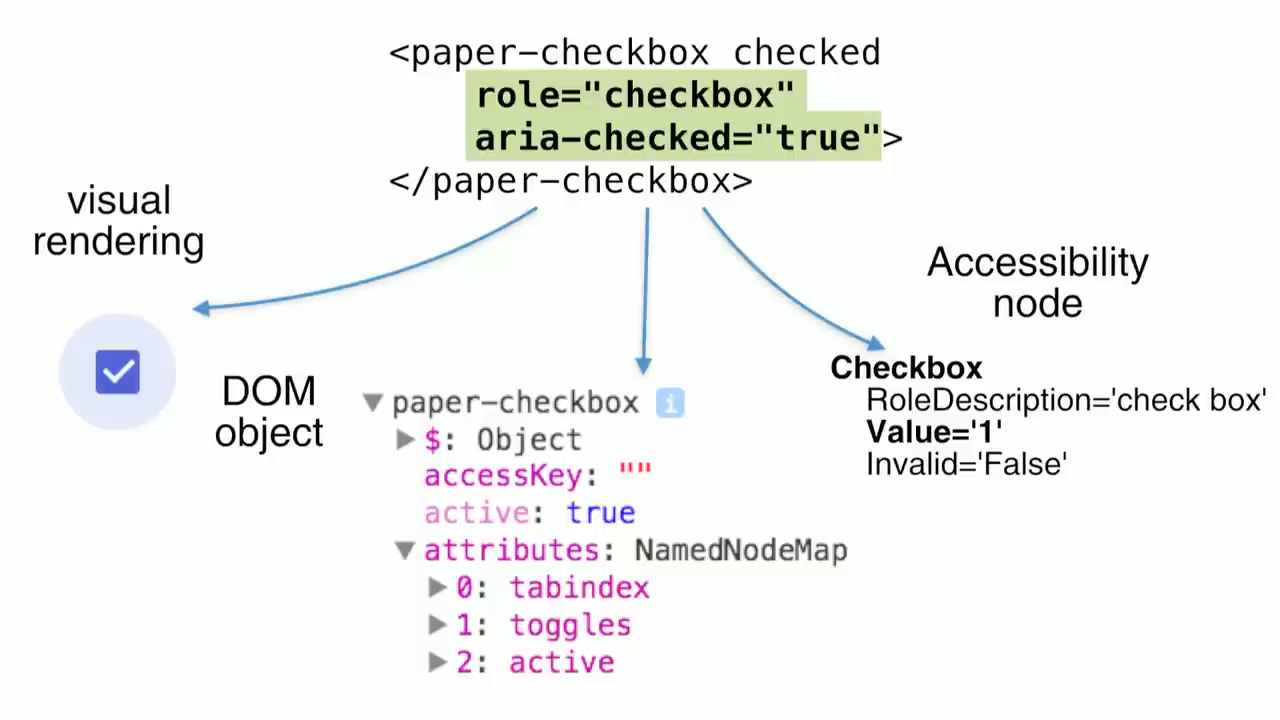 <paper-checkbox checked
role="checkbox"
aria-checked="true">
</paper-checkbox>
visual
rendering
DOM
object
paper-checkbox i
$: Object
accessKey: ""
active: true
attributes: NamedNodeMap
0: tabindex
1: toggles
2: active
Accessibility
node
Checkbox
RoleDescription='check box'
Value='1'
Invalid='False'